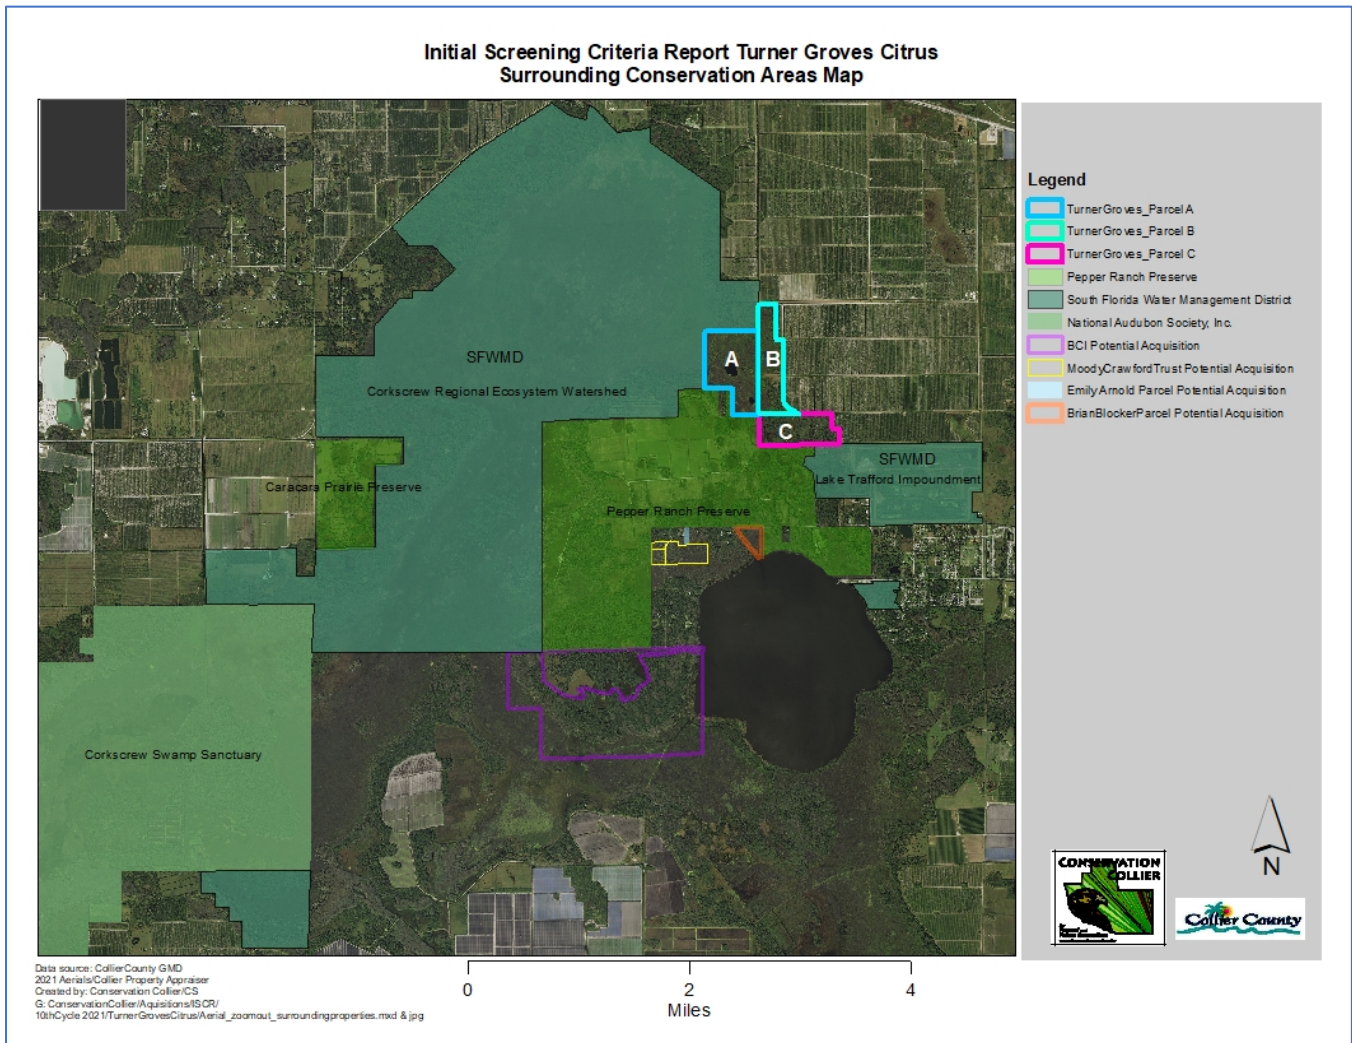 Initial Screening Criteria Report Turner Groves Citrus
Surrounding Conservation Areas Map
Legend
TurnerGroves_Parcel A
TurnerGroves_Parcel B
TurnerGroves_Parcel C
Pepper Ranch Preserve
South Florida Water Management District
National Audubon Society, Inc.
BCI Potential Acquisition
MoodyCrawfordTrust Potential Acquisition
EmilyArnold Parcel Potential Acquisition
BrianBlockerParcel Potential Acquisition
SFWMD
Corkscrew Regional Ecosystem Watershed
A
B
C
SFWMD
Lake Trafford Impoundment
Caracara Prairie Preserve
Pepper Ranch Preserve
Corkscrew Swamp Sanctuary
N
CONSERVATION
COLLIER
Collier County
Data source: CollierCounty GMD
2021 Aerials/Collier Property Appraiser
Created by: Conservation Collier/CS
G: ConservationCollier/Aquisitions/ISCR/
10thCycle 2021/TurnerGrovesCitrus/Aerial_zoomout_surroundingproperties.mxd & jpg
0 2 4
Miles